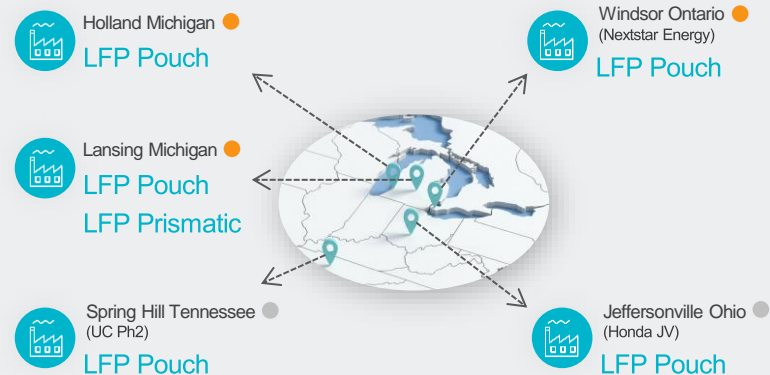 Holland Michigan
LFP Pouch
Windsor Ontario
(Nextstar Energy)
LFP Pouch
Lansing Michigan
LFP Pouch
LFP Prismatic
Spring Hill Tennessee
(UC Ph2)
LFP Pouch
Jeffersonville Ohio
(Honda JV)
LFP Pouch